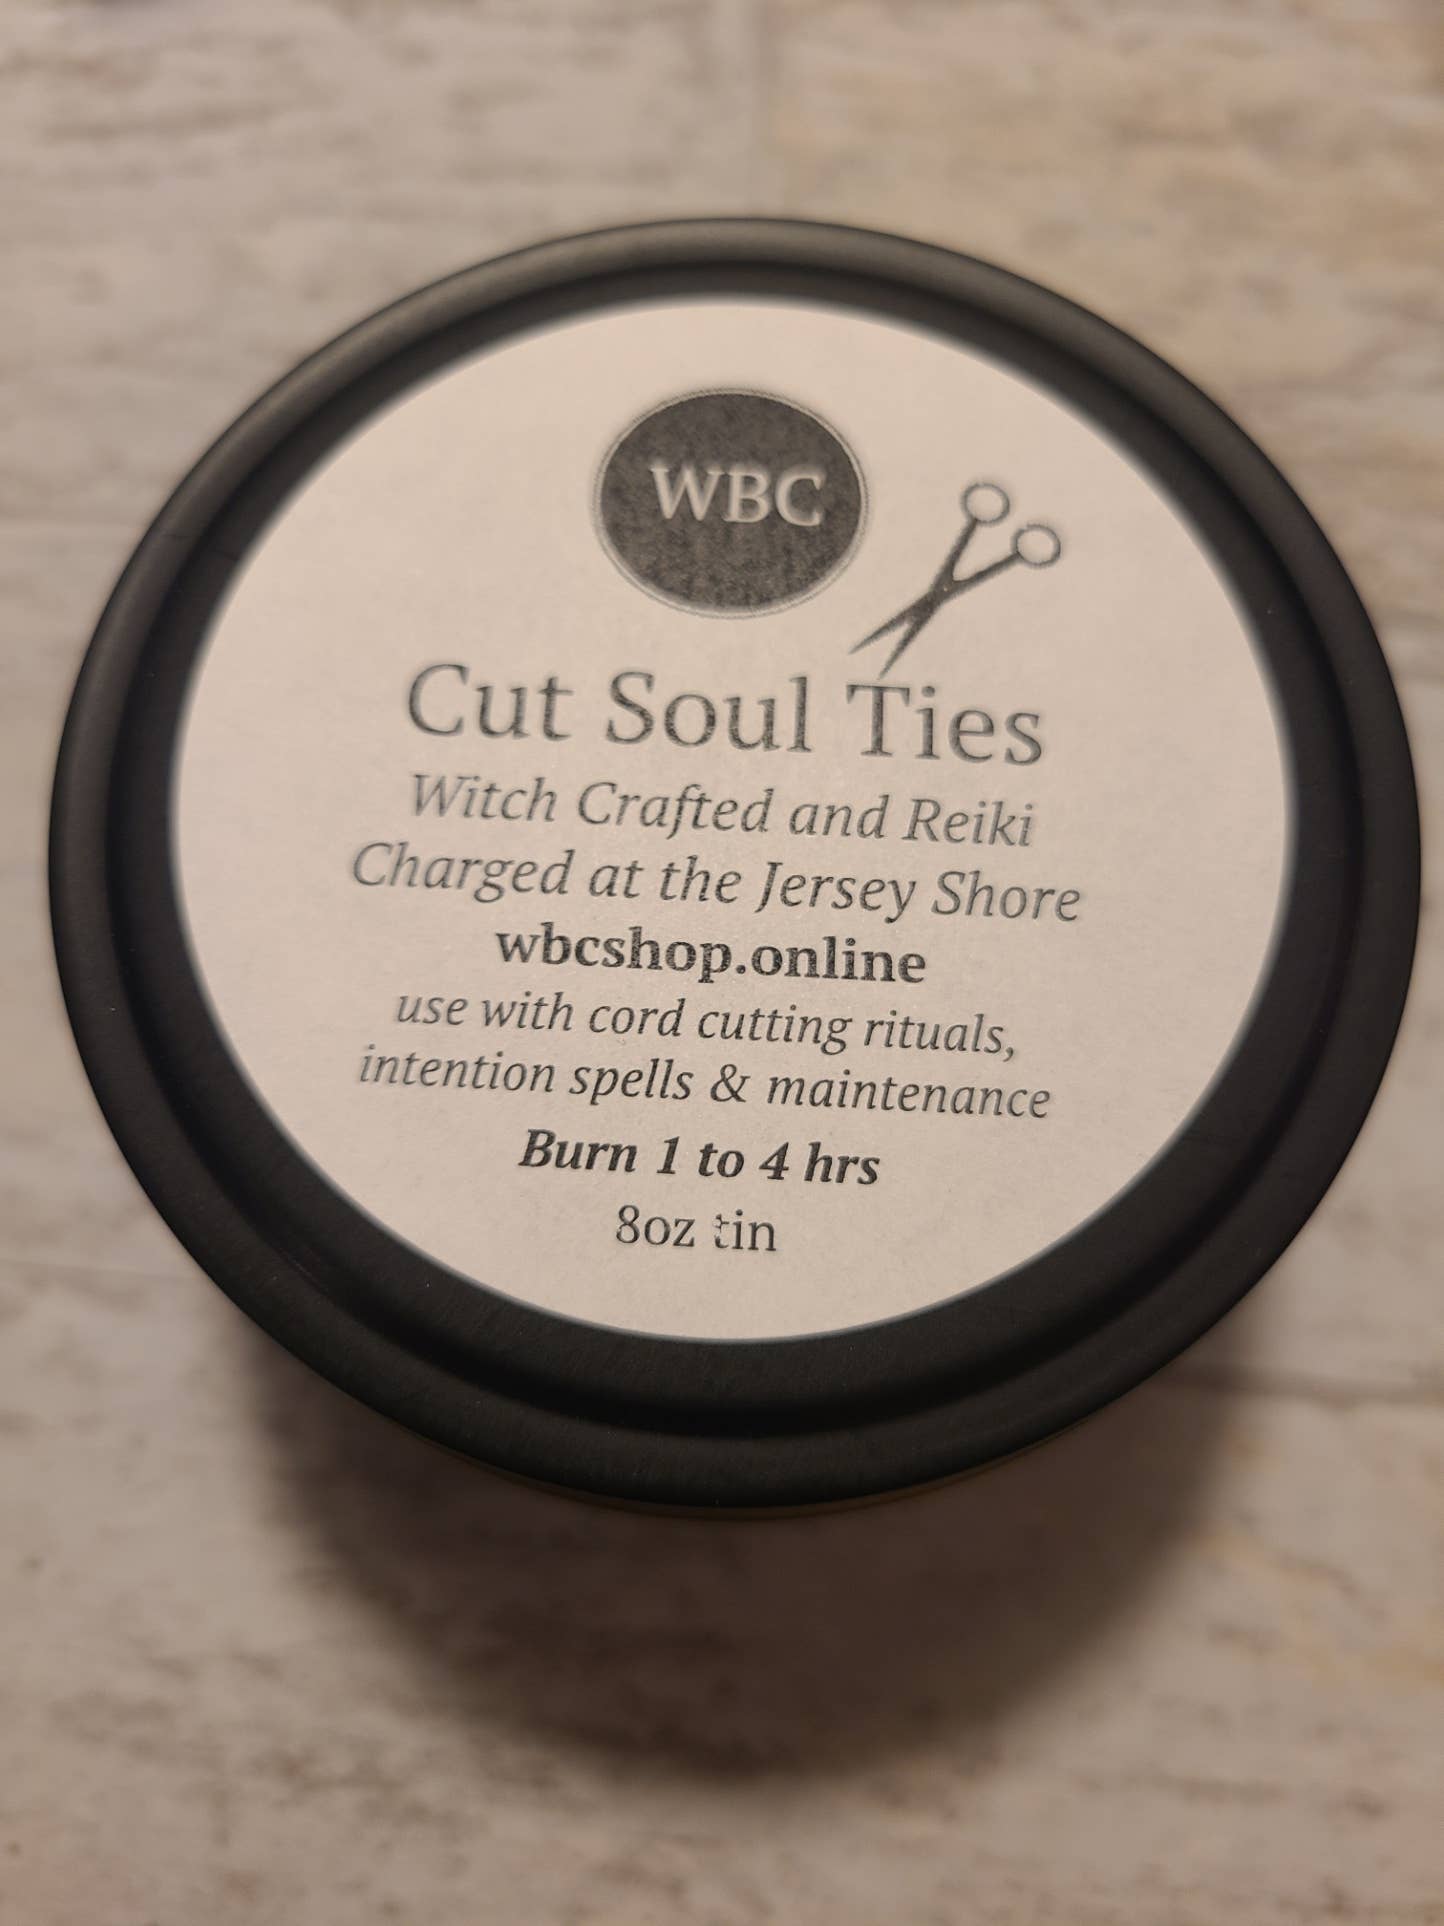 WBC
Cut Soul Ties
Witch Crafted and Reiki
Charged at the Jersey Shore
wbcshop.online
use with cord cutting rituals,
intention spells & maintenance
Burn 1 to 4 hrs
8oz tin